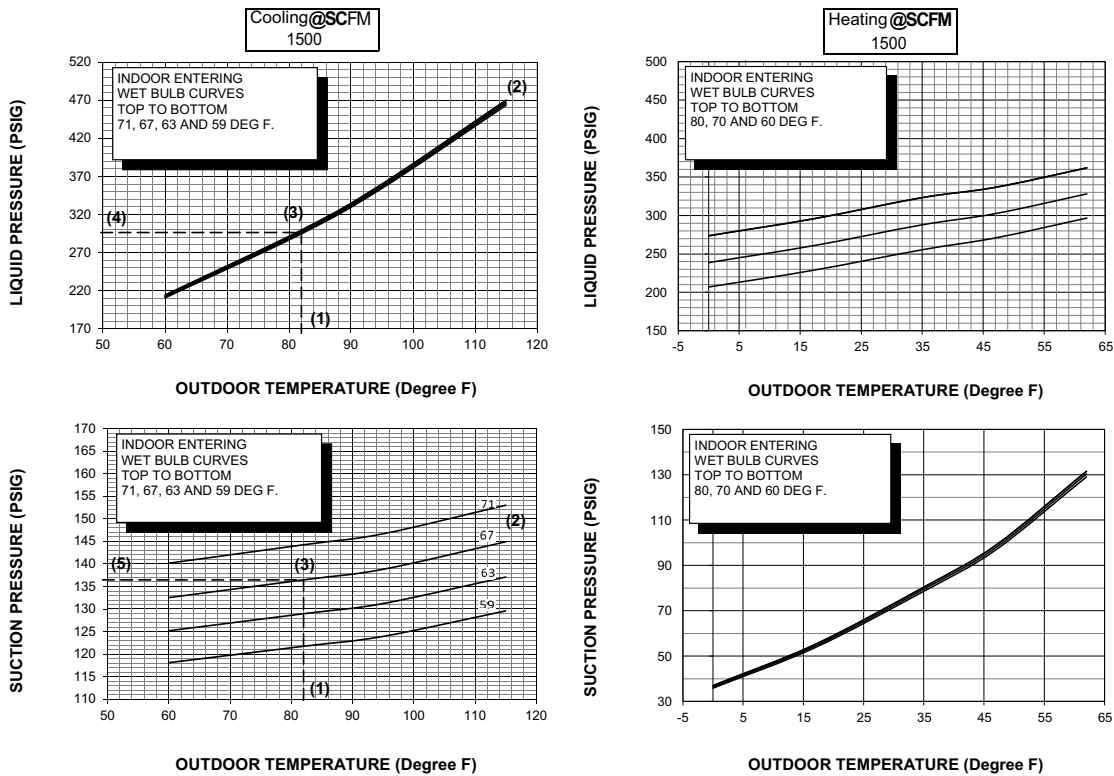 Cooling@SCFM
1500
520
470
420
370
320
270
220
170
50 60 70 80 90 100 110 120
LIQUID PRESSURE (PSIG)
INDOOR ENTERING
WET BULB CURVES
TOP TO BOTTOM
71, 67, 63 AND 59 DEG F.
(2)
(3)
(4)
(1)
OUTDOOR TEMPERATURE (Degree F)
Heating@SCFM
1500
500
450
400
350
300
250
200
150
-5 5 15 25 35 45 55 65
LIQUID PRESSURE (PSIG)
INDOOR ENTERING
WET BULB CURVES
TOP TO BOTTOM
80, 70 AND 60 DEG F.
OUTDOOR TEMPERATURE (Degree F)
170
165
160
155
150
145
140
135
130
125
120
115
110
50 60 70 80 90 100 110 120
SUCTION PRESSURE (PSIG)
INDOOR ENTERING
WET BULB CURVES
TOP TO BOTTOM
71, 67, 63 AND 59 DEG F.
71
(2)
67
(5)
(3)
63
59
(1)
OUTDOOR TEMPERATURE (Degree F)
150
130
110
90
70
50
30
-5 5 15 25 35 45 55 65
SUCTION PRESSURE (PSIG)
INDOOR ENTERING
WET BULB CURVES
TOP TO BOTTOM
80, 70 AND 60 DEG F.
OUTDOOR TEMPERATURE (Degree F)